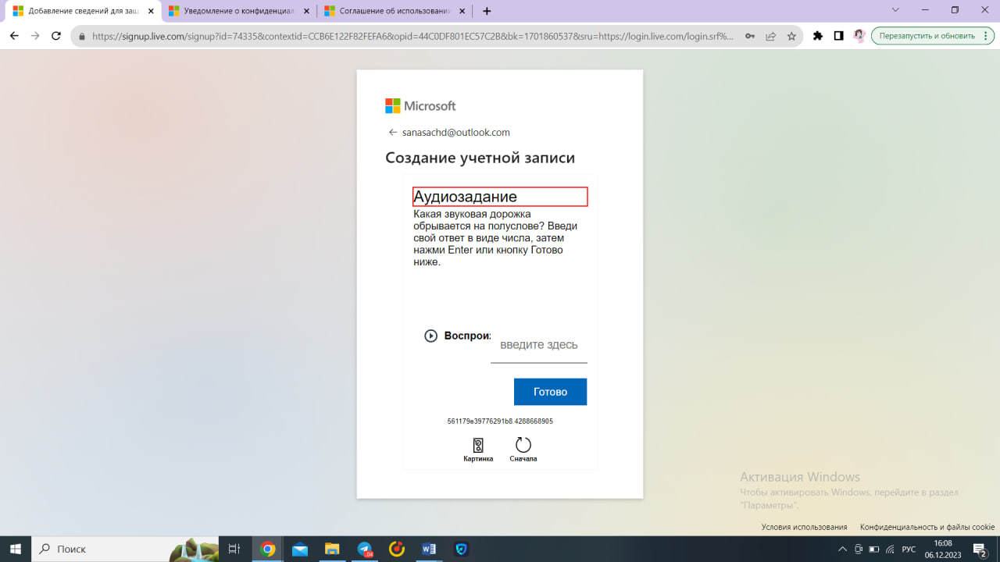 Добавление сведений для защ
Уведомление о конфиденциал
Соглашение об использовании
https://signup.live.com/signup?id=74335&contextid=2CB6E122F82FEFA6&opid=44C0DF801EC57C2B&bk=1701860537&sru=https://login.live.com/login.srf%...
Перезапустить и обновить
Microsoft
sanasachd@outlook.com
Создание учетной записи
Аудиозадание
Какая звуковая дорожка
обрывается на полуслове? Введи
свой ответ в виде числа, затем
нажми Enter или кнопку Готово
ниже.
Воспрои
введите здесь
Готово
561179e39776291b8.4288668905
Картинка
Сначала
Активация Windows
Чтобы активировать Windows, перейдите в раздел
"Параметры".
Условия использования
Конфиденциальность и файлы cookie
Поиск
:04
РУС
16:08
06.12.2023
2